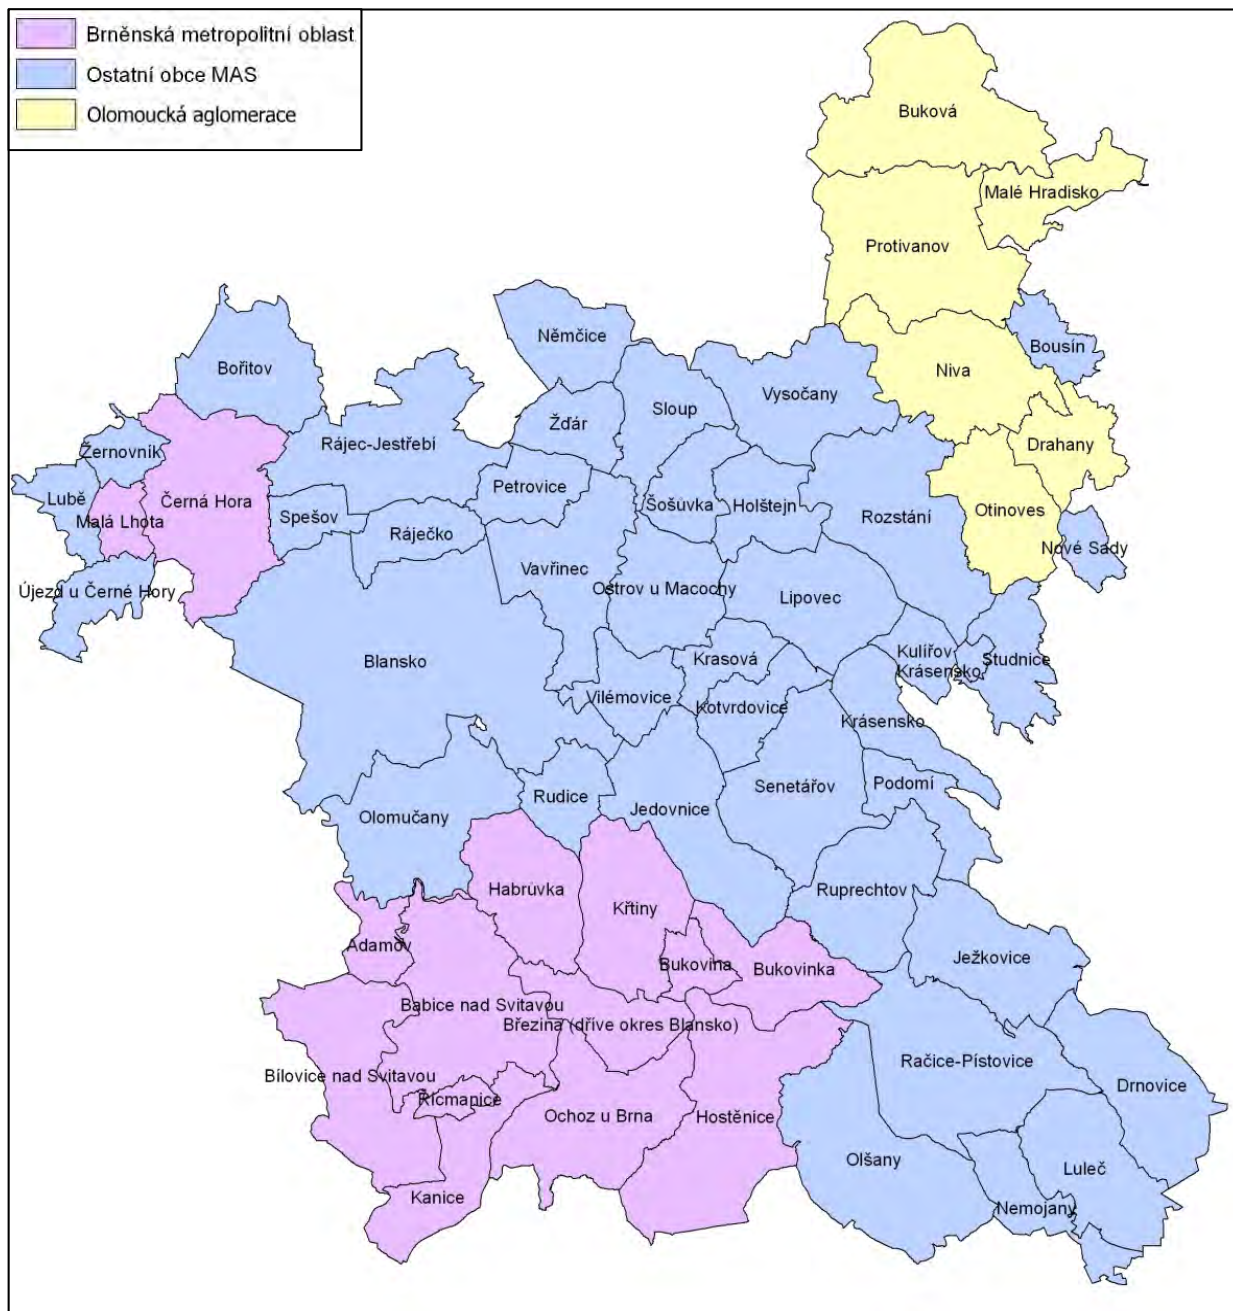 Brněnská metropolitní oblast
Ostatní obce MAS
Olomoucká aglomerace
Buková
Malé Hradisko
Protivanov
Němčice
Bousín
Bořitov
Niva
Vysočany
Sloup
Žďár
Rájec-Jestřebí
Drahany
Žernovník
Petrovice
Lubě
Černá Hora
Šošůvka
Holštejn
Otinoves
Malá Lhota
Spešov
Rozstání
Ráječko
Nové Sady
Vavřinec
Újezd u Černé Hory
Ostrov u Macochy
Lipovec
Kulířov
Blansko
Krasová
Studnice
Krásensko
Vilémovice
Kotvrdovice
Krásensko
Podomí
Senetářov
Rudice
Jedovnice
Olomučany
Habrůvka
Ruprechtov
Křtiny
Adamov
Ježkovice
Bukovina
Bukovinka
Babice nad Svitavou
Březina (dříve okres Blansko)
Račice-Pístovice
Bílovice nad Svitavou
Drnovice
Řícmanice
Ochoz u Brna
Hostěnice
Olšany
Luleč
Kanice
Nemojany